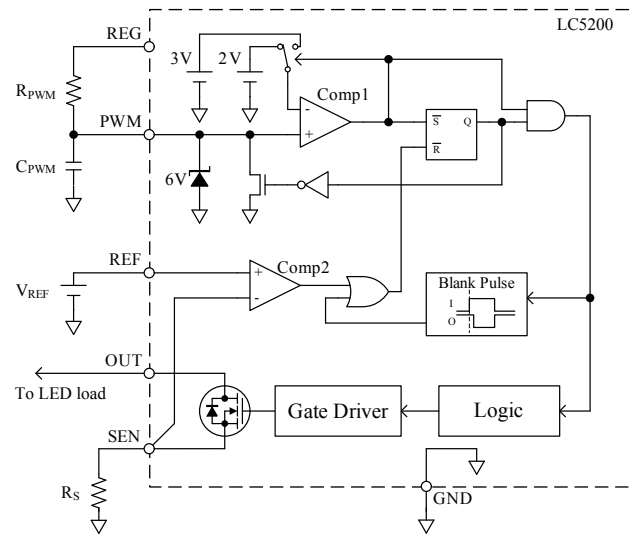 LC5200
REG
3V
2V
RPWM
Comp1
-
+
PWM
S
Q
R
CPWM
6V
REF
Comp2
+
-
VREF
Blank Pulse
I
O
OUT
To LED load
SEN
Gate Driver
Logic
RS
GND